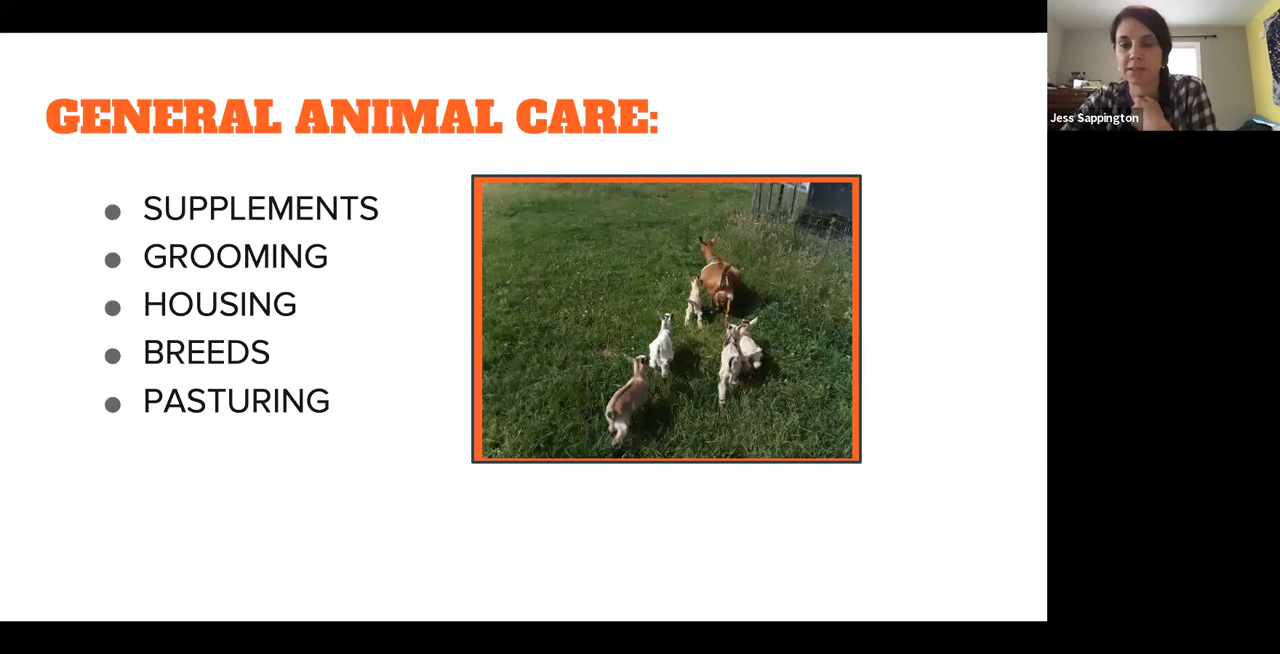 GENERAL ANIMAL CARE:
SUPPLEMENTS
GROOMING
HOUSING
BREEDS
PASTURING
Jess Sappington